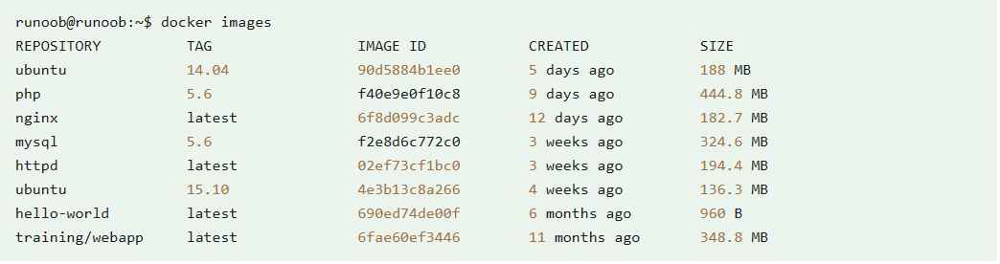 runoob@runoob:~$ docker images
REPOSITORY          TAG                 IMAGE ID            CREATED             SIZE
ubuntu              14.04               90d5884b1ee0        5 days ago          188 MB
php                 5.6                 f40e9e0f10c8        9 days ago          444.8 MB
nginx               latest              6f8d099c3adc        12 days ago         182.7 MB
mysql               5.6                 f2e8d6c772c0        3 weeks ago         324.6 MB
httpd               latest              02ef73cf1bc0        3 weeks ago         194.4 MB
ubuntu              15.10               4e3b13c8a266        4 weeks ago         136.3 MB
hello-world         latest              690ed74de00f        6 months ago        960 B
training/webapp     latest              6fae60ef3446        11 months ago       348.8 MB